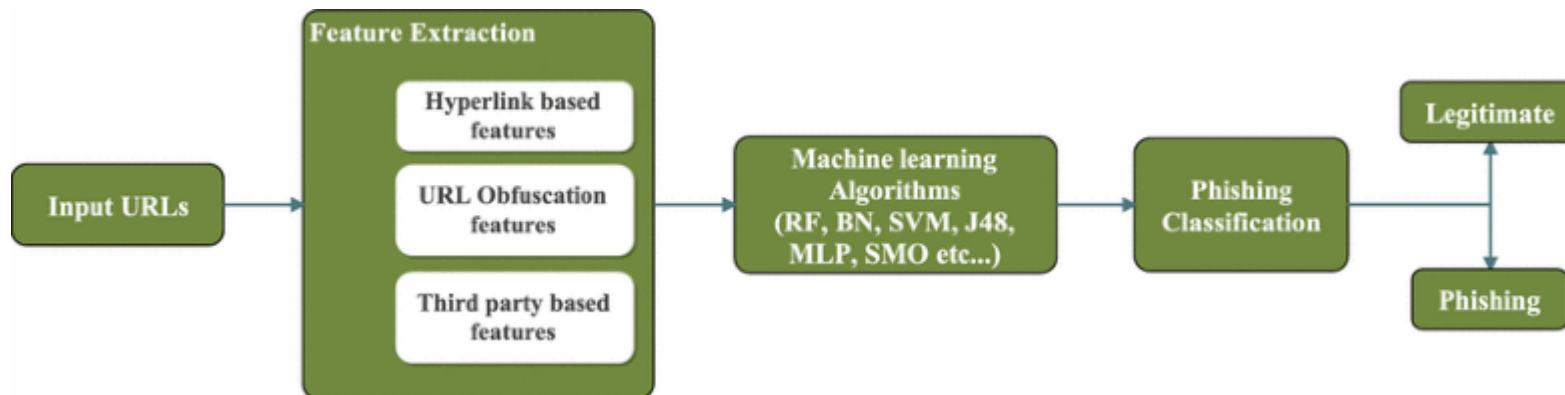 Input URLs
Feature Extraction
Hyperlink based
features
URL Obfuscation
features
Third party based
features
Machine learning
Algorithms
(RF, BN, SVM, J48,
MLP, SMO etc...)
Phishing
Classification
Legitimate
Phishing